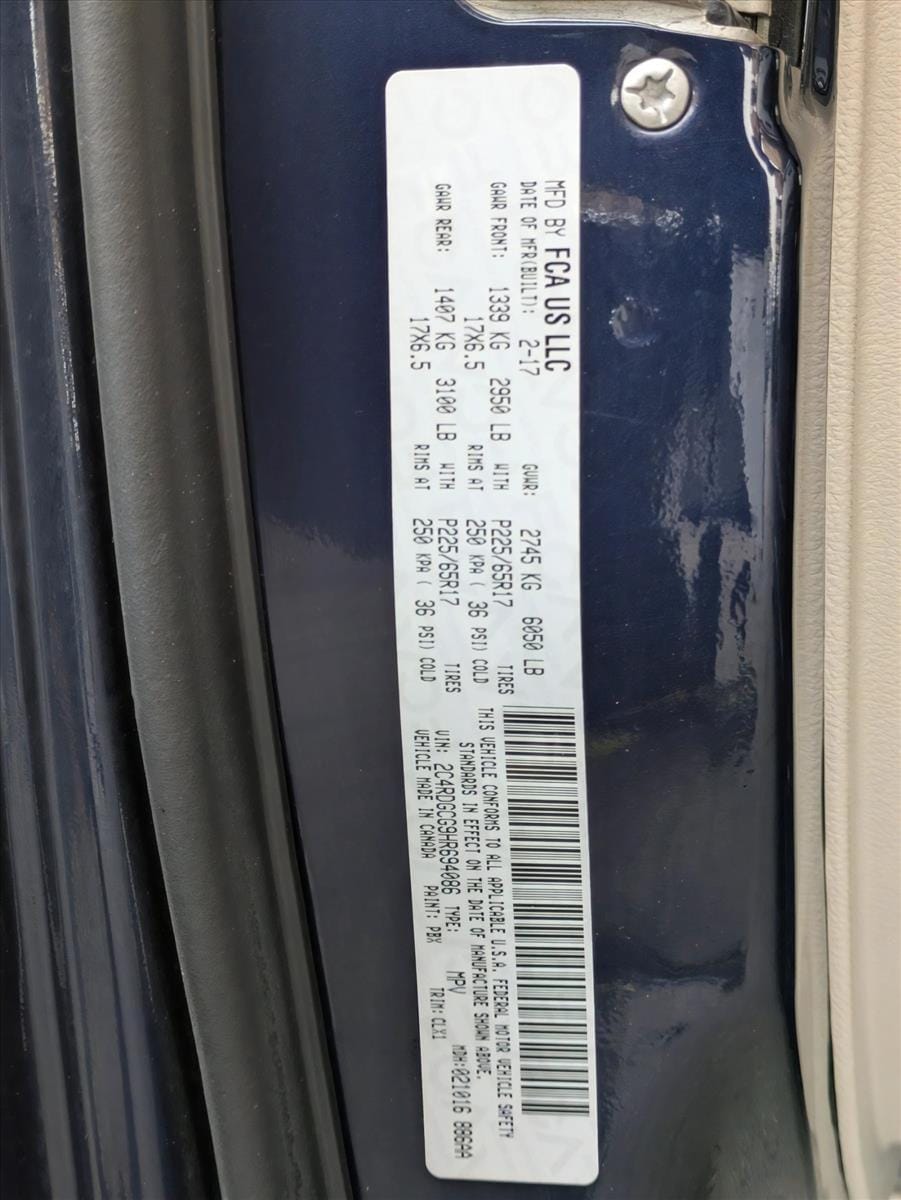 MFD BY FCA US LLC
DATE OF MFR(BUILT): 2-17 GVWR: 2745 KG 6050 LB
GAWR FRONT: 1339 KG 2950 LB WITH P225/65R17 TIRES
17X6.5 RIMS AT 250 KPA ( 36 PSI) COLD
GAWR REAR: 1407 KG 3100 LB WITH P225/65R17 TIRES
17X6.5 RIMS AT 250 KPA ( 36 PSI) COLD
THIS VEHICLE CONFORMS TO ALL APPLICABLE U.S.A. FEDERAL MOTOR VEHICLE SAFETY
STANDARDS IN EFFECT ON THE DATE OF MANUFACTURE SHOWN ABOVE.
VIN: 2C4RDGCG9HR694086 TYPE: MPV MDH:021016 886AA
VEHICLE MADE IN CANADA PAINT: PBX TRIM:CLX1